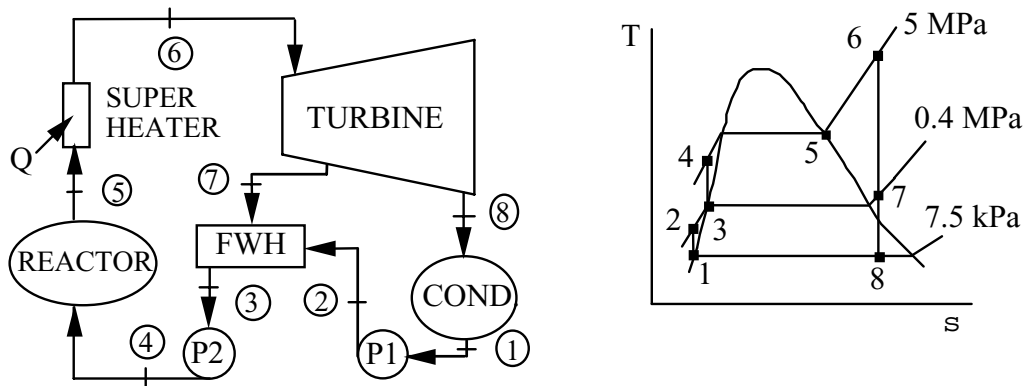 6
SUPER
HEATER
Q
5
REACTOR
4
TURBINE
7
FWH
3
P2
2
P1
8
COND.
1
T
6
5 MPa
0.4 MPa
5
4
7
2
3
7.5 kPa
1
8
s